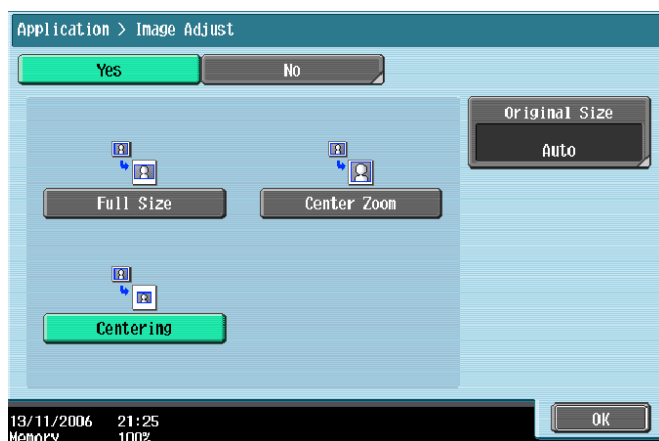 Application > Image Adjust
Yes No
Original Size
Auto
Full Size Center Zoom
Centering
13/11/2006 21:25
Memory 100%
OK